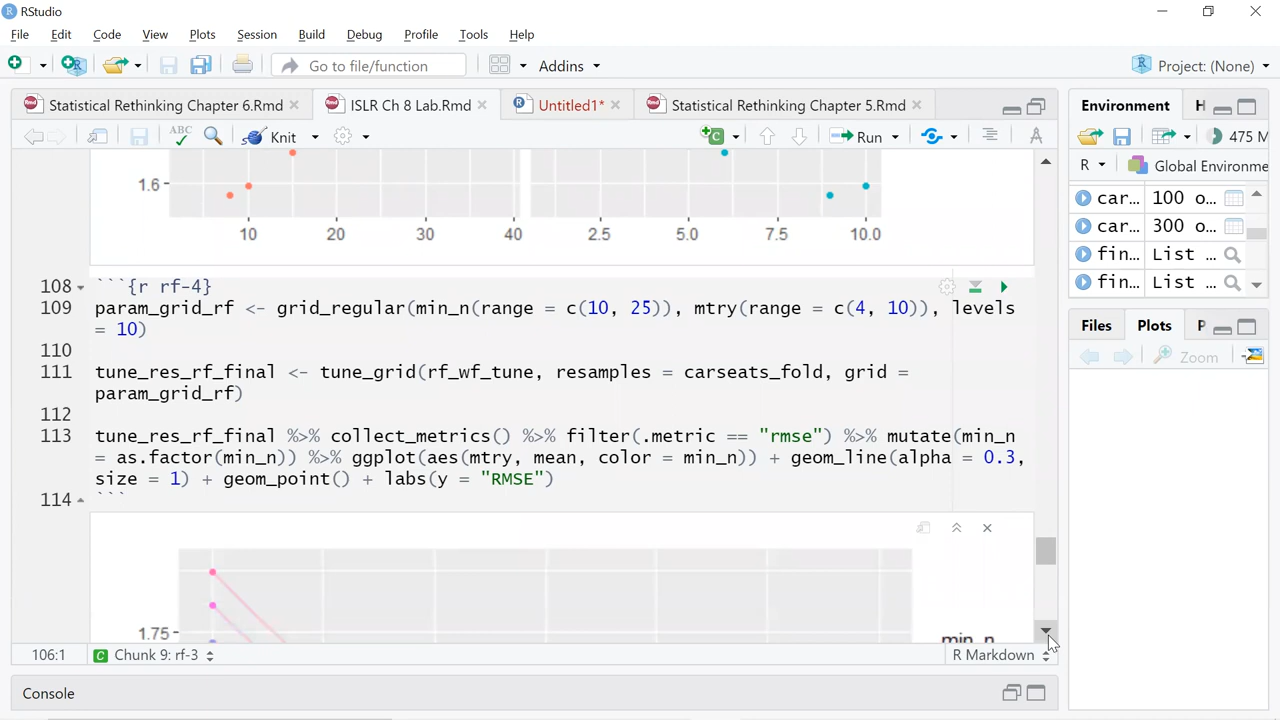 RStudio
File Edit Code View Plots Session Build Debug Profile Tools Help
Go to file/function Addins Project: (None)
Statistical Rethinking Chapter 6.Rmd ISLR Ch 8 Lab.Rmd Untitled1* Statistical Rethinking Chapter 5.Rmd Environment H
ABC Knit Run 475 M
R Global Environme
1.6
10 20 30 40 2.5 5.0 7.5 10.0
car... 100 o...
car... 300 o...
fin... List ...
fin... List ...
108 ```{r rf-4}
109 param_grid_rf <- grid_regular(min_n(range = c(10, 25)), mtry(range = c(4, 10)), levels
= 10)
110
111 tune_res_rf_final <- tune_grid(rf_wf_tune, resamples = carseats_fold, grid =
param_grid_rf)
112
113 tune_res_rf_final %>% collect_metrics() %>% filter(.metric == "rmse") %>% mutate(min_n
= as.factor(min_n)) %>% ggplot(aes(mtry, mean, color = min_n)) + geom_line(alpha = 0.3,
size = 1) + geom_point() + labs(y = "RMSE")
114 ```
1.75
min_n
Files Plots P
Zoom
106:1 Chunk 9: rf-3 R Markdown
Console